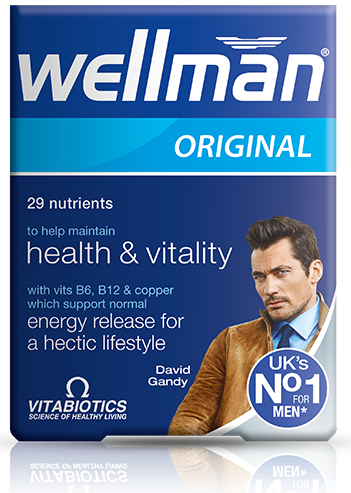 wellman®
ORIGINAL
29 nutrients
to help maintain
health & vitality
with vits B6, B12 & copper
which support normal
energy release for
a hectic lifestyle
David
Gandy
UK's
No1
FOR
MEN*
VITABIOTICS
SCIENCE OF HEALTHY LIVING